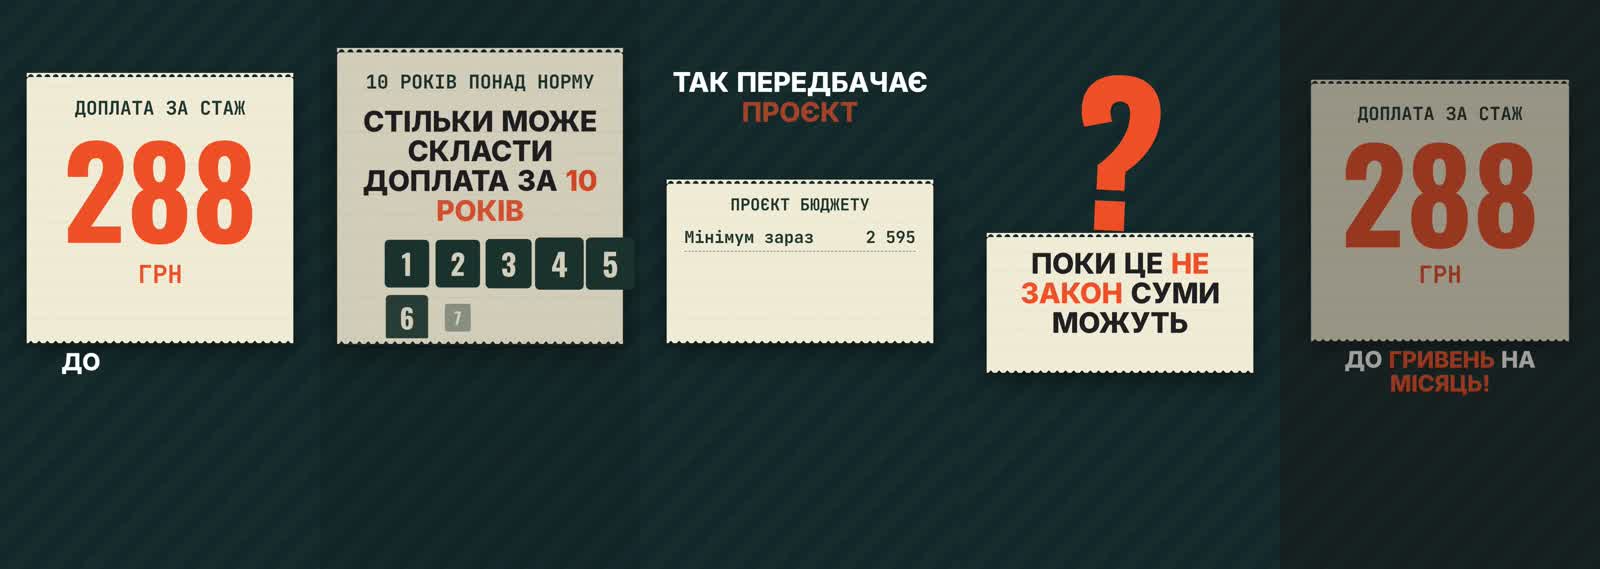 ДОПЛАТА ЗА СТАЖ
288
ГРН
ДО
10 РОКІВ ПОНАД НОРМУ
СТІЛЬКИ МОЖЕ
СКЛАСТИ
ДОПЛАТА ЗА 10
РОКІВ
1 2 3 4 5
6 7
ТАК ПЕРЕДБАЧАЄ
ПРОЄКТ
ПРОЄКТ БЮДЖЕТУ
Мінімум зараз 2 595
?
ПОКИ ЦЕ НЕ
ЗАКОН СУМИ
МОЖУТЬ
ДОПЛАТА ЗА СТАЖ
288
ГРН
ДО ГРИВЕНЬ НА
МІСЯЦЬ!